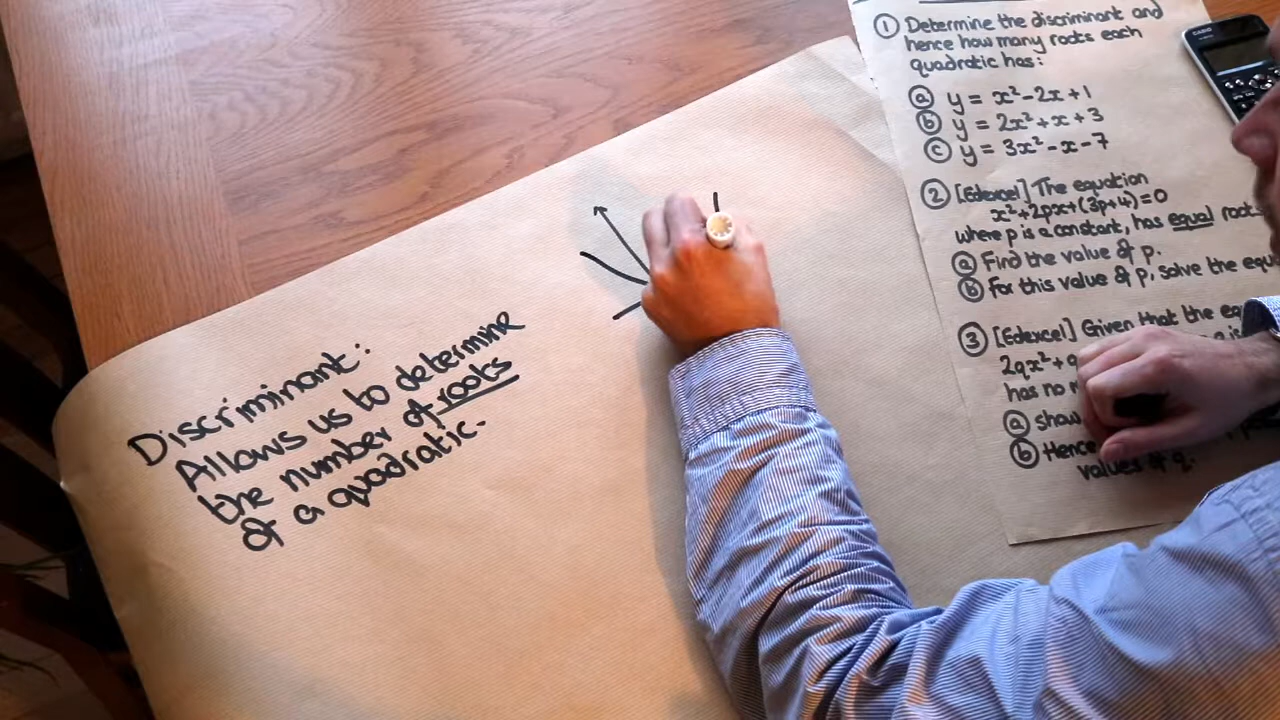 Discriminant:
Allows us to determine
the number of roots
of a quadratic.
① Determine the discriminant and
hence how many roots each
quadratic has:
ⓐ y = x²-2x+1
ⓑ y = 2x²+x+3
ⓒ y = 3x²-x-7
② [Edexcel] The equation
x²+2px+(3p+4)=0
where p is a constant, has equal roots
ⓐ Find the value of p.
ⓑ For this value of p, solve the
③ [Edexcel] Given that the
2qx²+q
has no
ⓐ show
ⓑ Hence
values of q.
CASIO